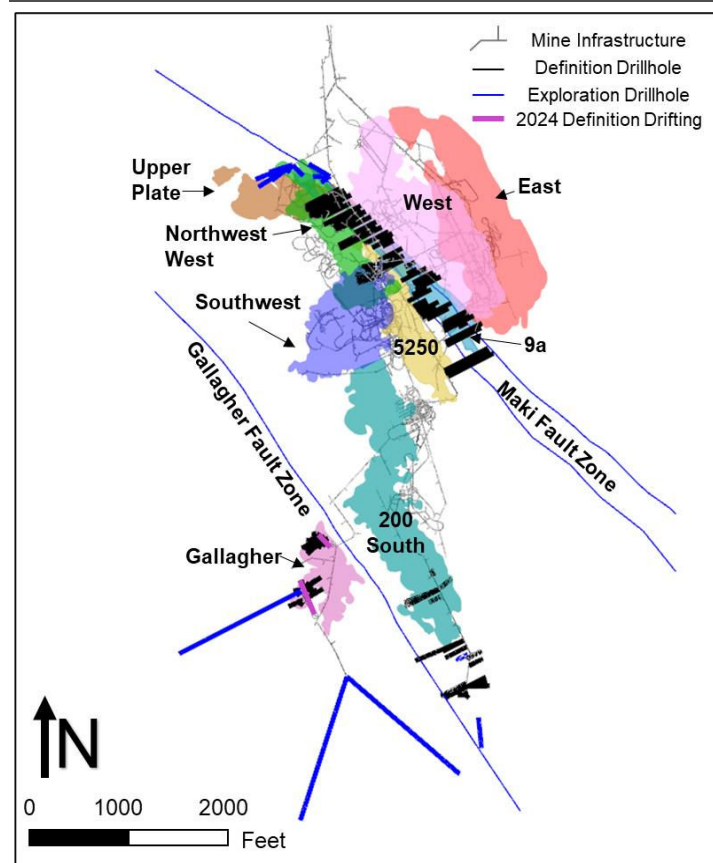 Mine Infrastructure
Definition Drillhole
Exploration Drillhole
2024 Definition Drifting
Upper
Plate
East
West
Northwest
West
Southwest
5250
9a
Gallagher Fault Zone
Maki Fault Zone
200
South
Gallagher
N
0 1000 2000
Feet